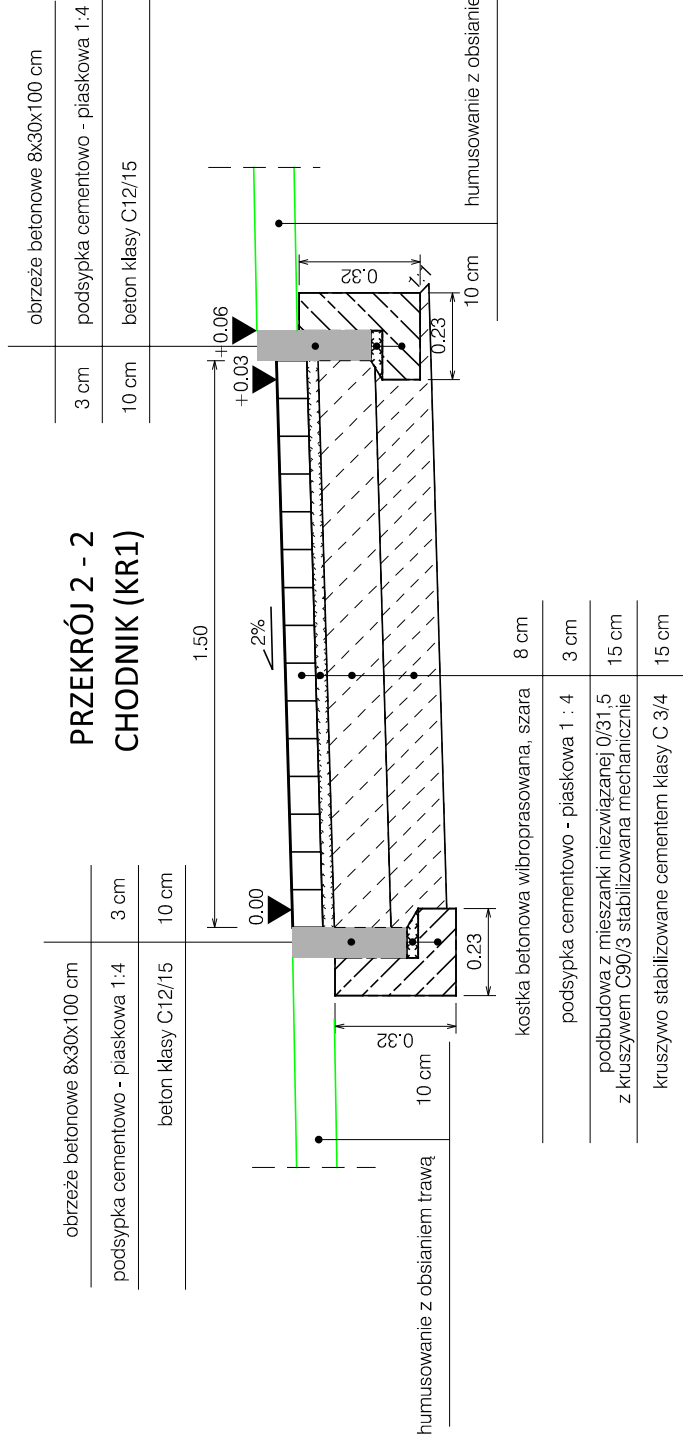 PRZEKRÓJ 2 - 2
CHODNIK (KR1)
obrzeże betonowe 8x30x100 cm
podsypka cementowo - piaskowa 1:4 3 cm
beton klasy C12/15 10 cm
obrzeże betonowe 8x30x100 cm
3 cm podsypka cementowo - piaskowa 1:4
10 cm beton klasy C12/15
1.50
2%
0.00
+0.03
+0.06
0.32
0.23
0.32
0.23
1:1
humusowanie z obsianiem trawą 10 cm
10 cm humusowanie z obsianie
kostka betonowa wibroprasowana, szara 8 cm
podsypka cementowo - piaskowa 1 : 4 3 cm
podbudowa z mieszanki niezwiązanej 0/31,5 15 cm
z kruszywem C90/3 stabilizowana mechanicznie
kruszywo stabilizowane cementem klasy C 3/4 15 cm